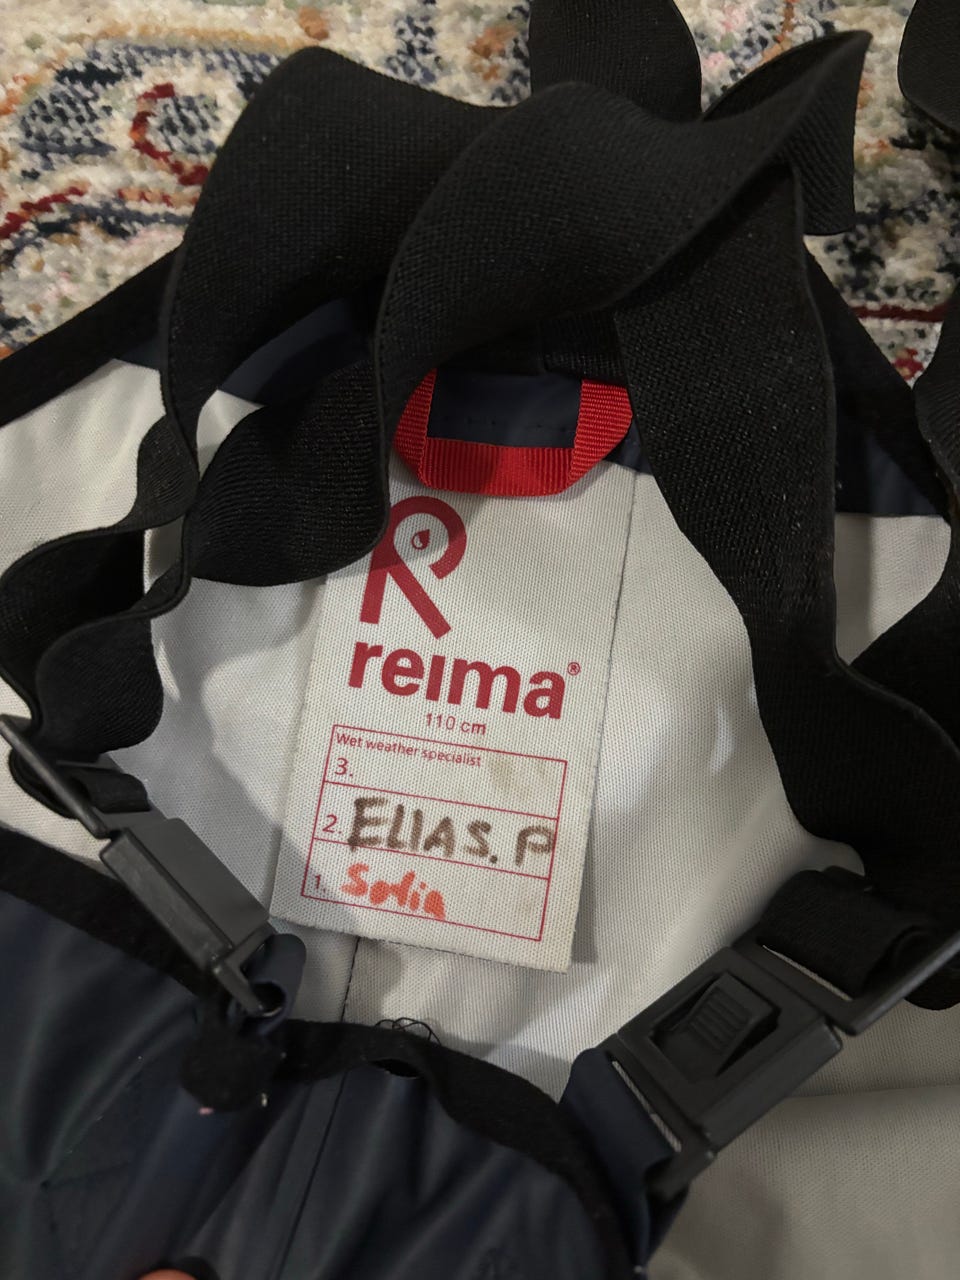 R
reima®
110 cm
Wet weather specialist
3.
2. ELIAS. P
1. Sofia